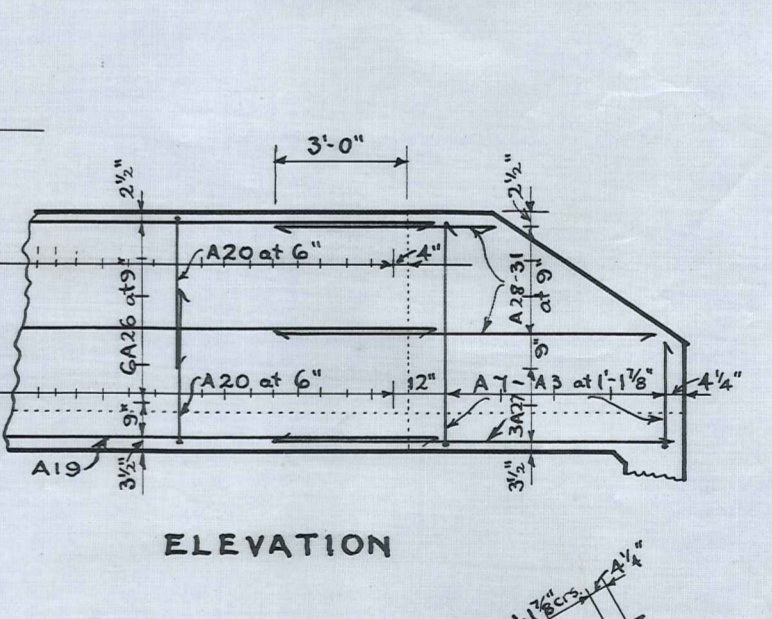 3'-0"
2½"
2½"
A20 at 6"
4"
6A26 at 9"
A28-31
at 9"
9"
A20 at 6"
12"
A7 - A3 at 1'-1⅞"
4¼"
9"
3A27
A19
3½"
3½"
ELEVATION
1⅞" crs.
4¼"